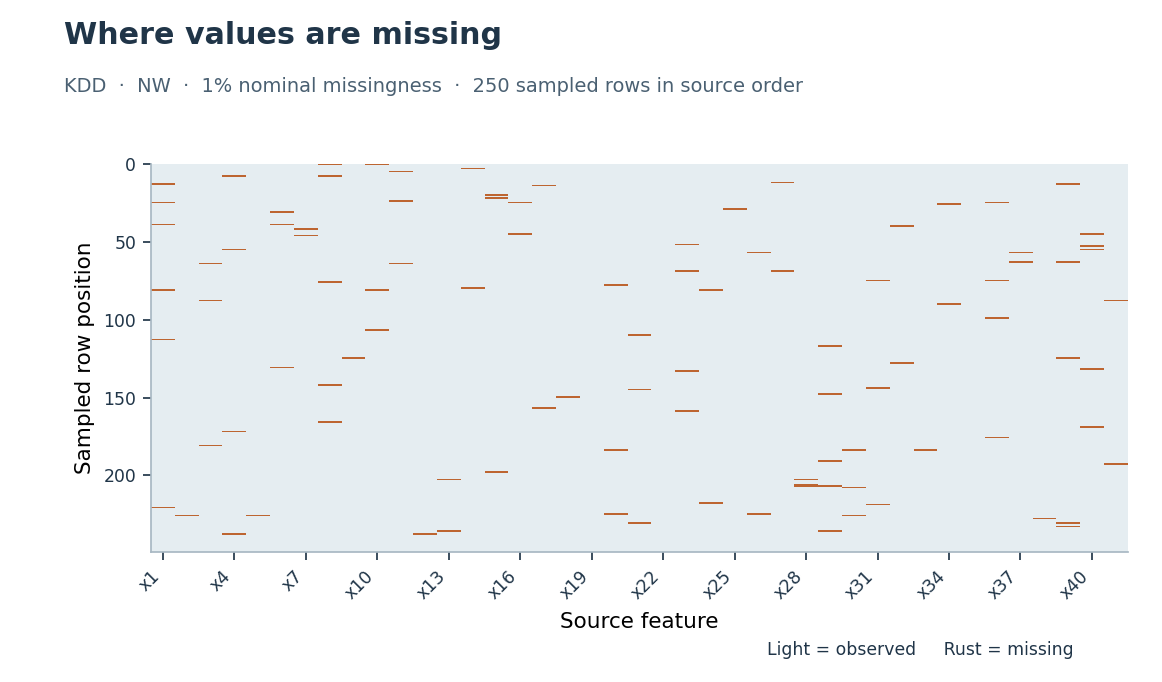 Where values are missing
KDD · NW · 1% nominal missingness · 250 sampled rows in source order
0
50
100
150
200
Sampled row position
x1 x4 x7 x10 x13 x16 x19 x22 x25 x28 x31 x34 x37 x40
Source feature
Light = observed Rust = missing